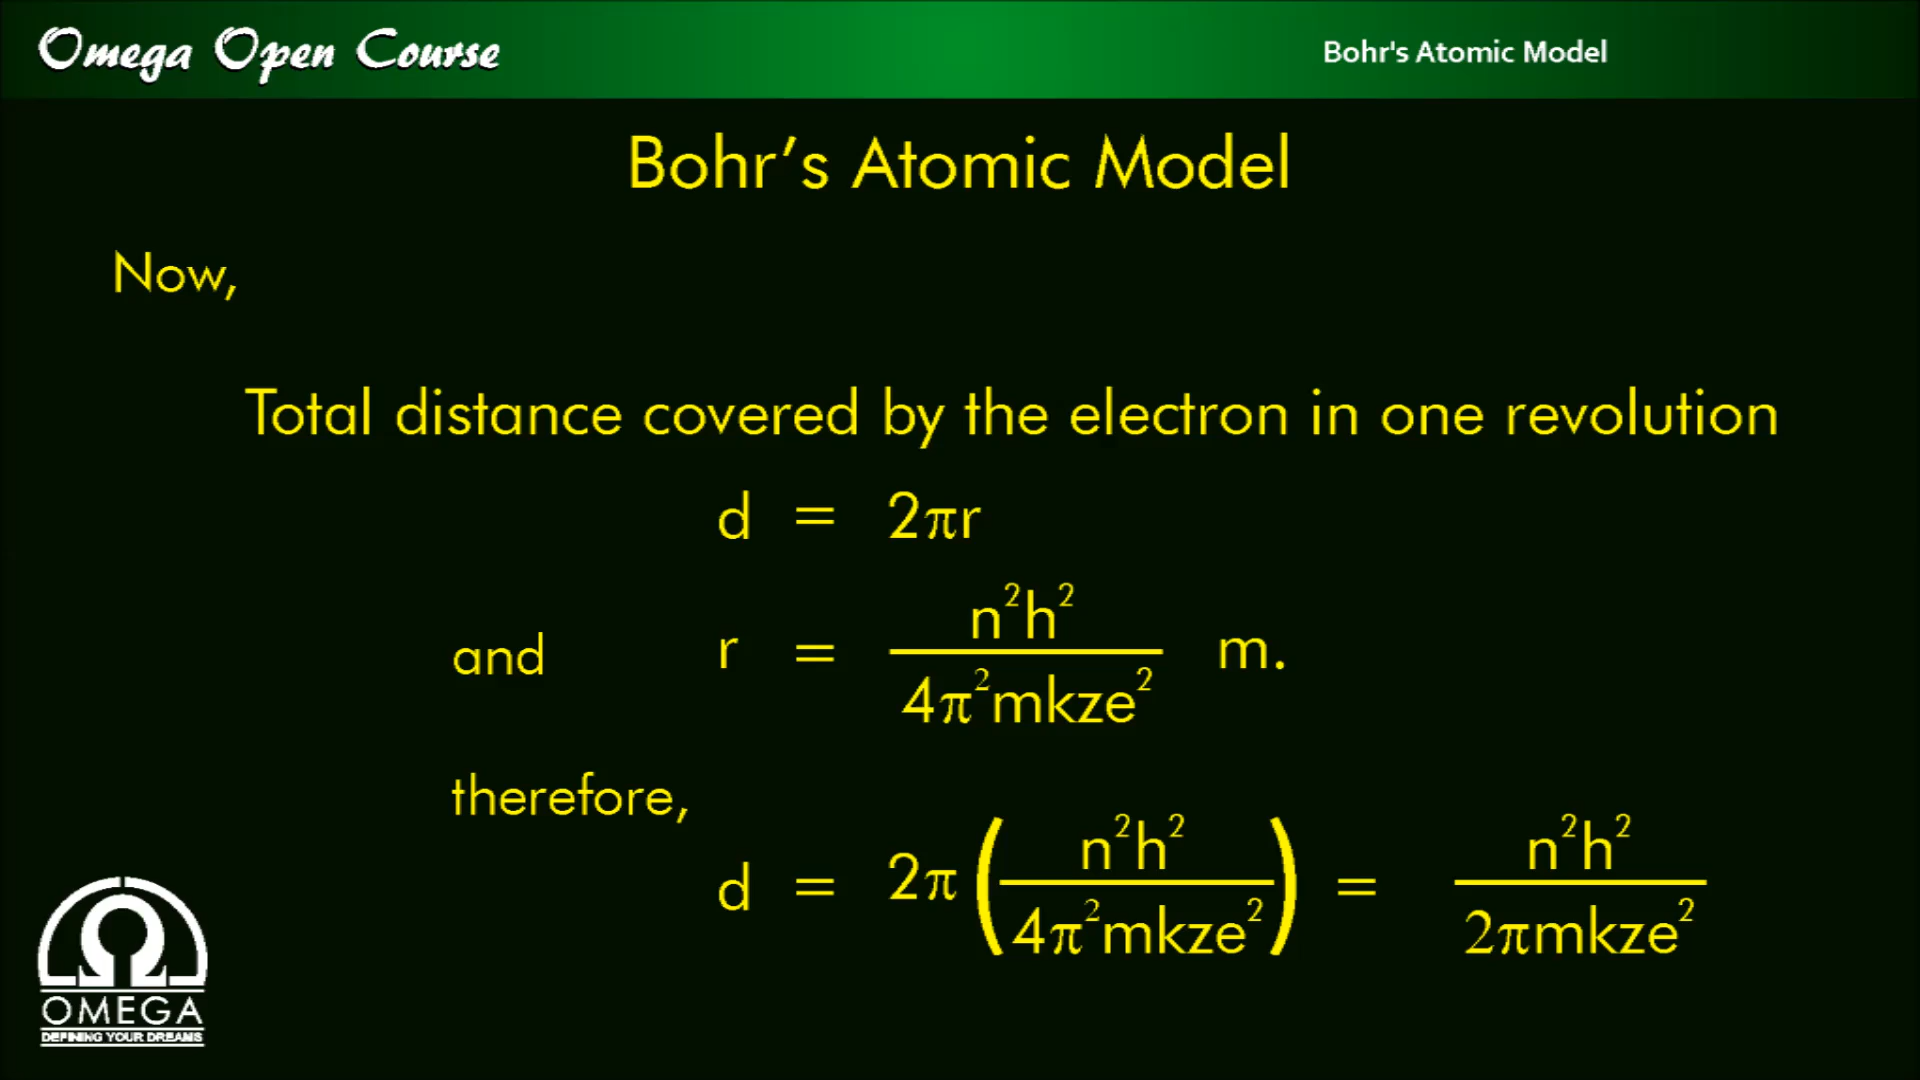 Omega Open Course
Bohr's Atomic Model
Bohr’s Atomic Model
Now,
Total distance covered by the electron in one revolution
d = 2πr
and r = n²h² / 4π²mkze² m.
therefore,
d = 2π (n²h² / 4π²mkze²) = n²h² / 2πmkze²
OMEGA
DEFINING YOUR DREAMS